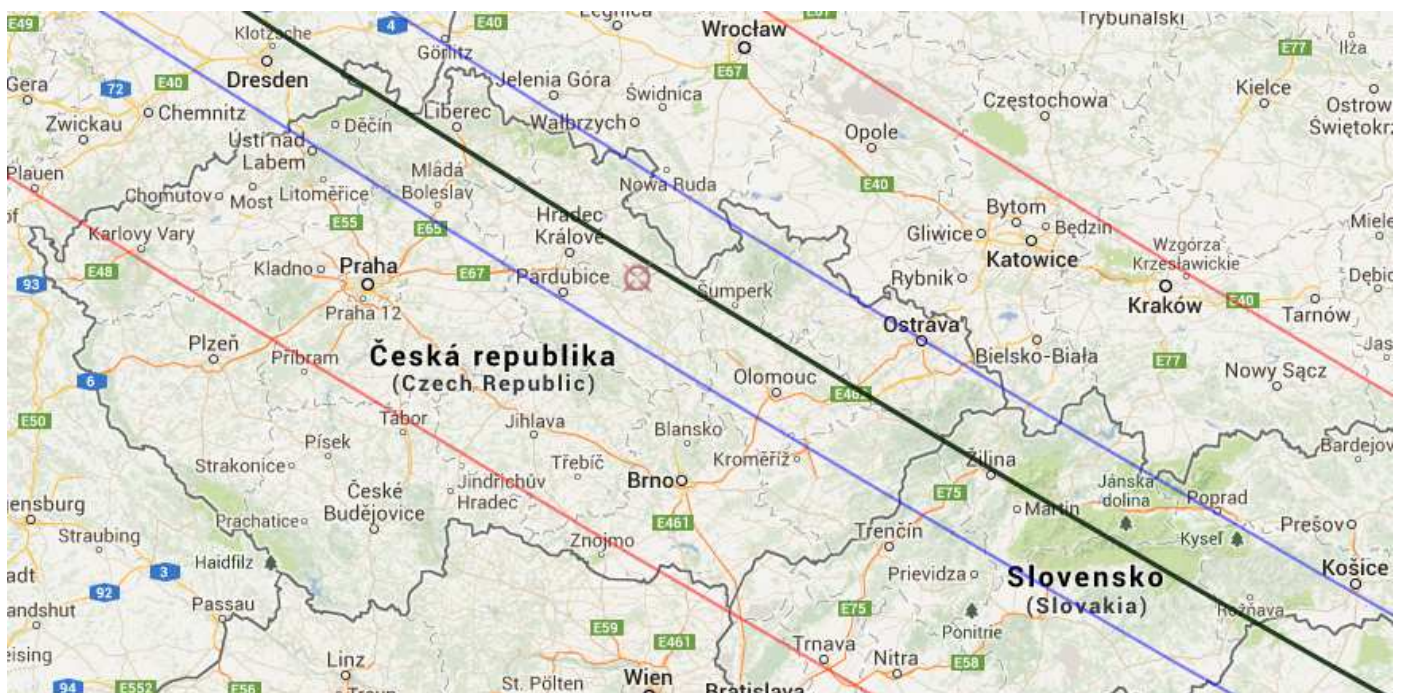 E49
Klotzsche
4
E40
Legnica
Wrocław
E67
Trybunalski
Görlitz
E77
Iłża
Gera
E40
Dresden
72
E67
Jelenia Góra
Świdnica
Kielce
Chemnitz
Zwickau
Děčín
Liberec
Wałbrzych
Częstochowa
Ostrow
Świętokrz
Ústí nad
Labem
Opole
Plauen
Mladá
Boleslav
Nowa Ruda
E40
Chomutov
Most
Litoměřice
E55
E65
Hradec
Králové
Bytom
Będzin
Gliwice
Miele
Karlovy Vary
Katowice
Wzgórza
Krzesławickie
E48
93
Kladno
Praha
E67
Pardubice
Šumperk
Rybnik
Dębic
Kraków
E40
Tarnów
Praha 12
Ostrava
Plzeň
Příbram
Česká republika
(Czech Republic)
Bielsko-Biała
E77
Jas
Nowy Sącz
6
Olomouc
E462
E50
Tábor
Jihlava
Blansko
Písek
Strakonice
Třebíč
Kroměříž
Žilina
Bardejov
Brno
České
Budějovice
Jindřichův
Hradec
E75
Jánska
dolina
Poprad
ensburg
Prachatice
E461
Martin
Prešov
Straubing
Znojmo
Trenčín
Kyseľ
Haidfilz
3
adt
92
Prievidza
Slovensko
(Slovakia)
Košice
andshut
Passau
E75
Rožňava
E59
E461
Ponitrie
eising
Linz
Trnava
Nitra
E58
94
E552
E56
Traun
St. Pölten
Wien
Bratislava